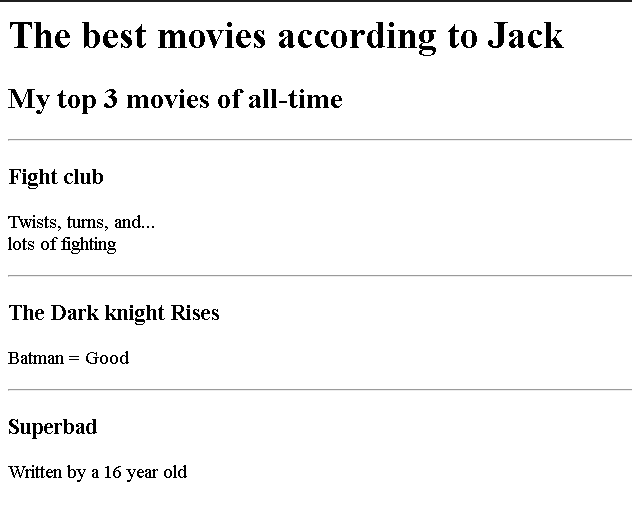 The best movies according to Jack
My top 3 movies of all-time
Fight club
Twists, turns, and...
lots of fighting
The Dark knight Rises
Batman = Good
Superbad
Written by a 16 year old